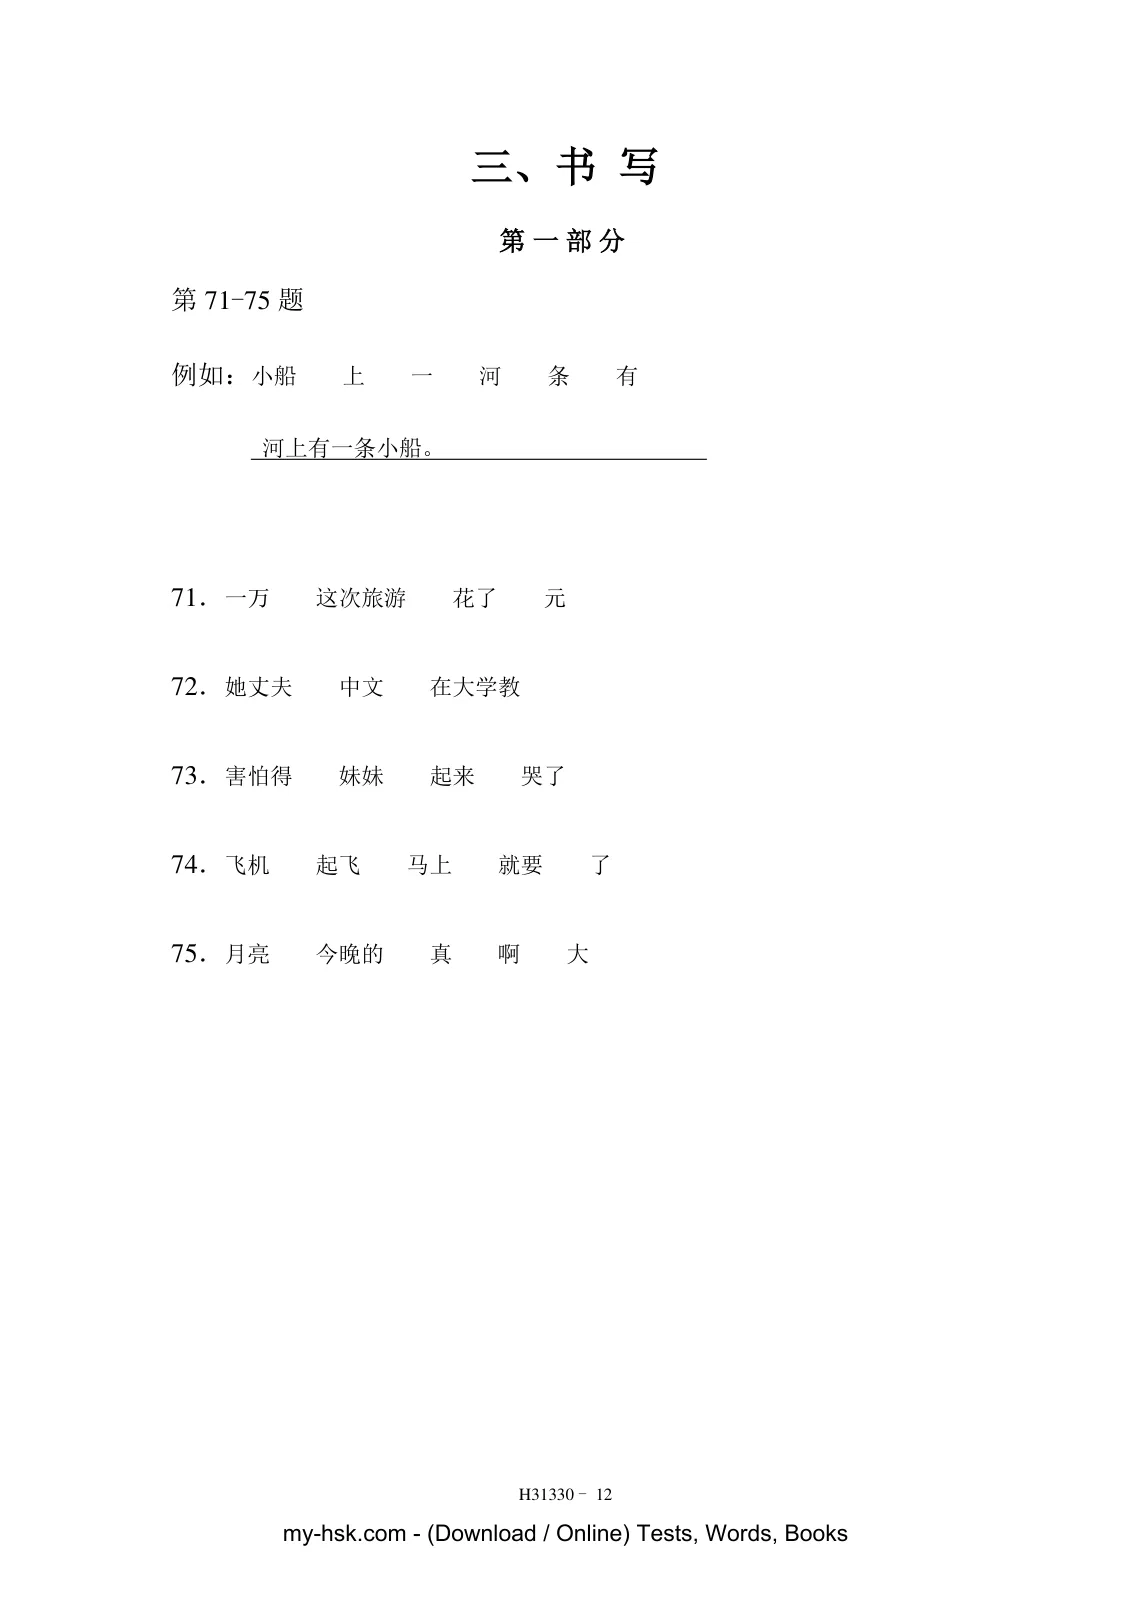 三、书 写
第 一 部 分
第 71-75 题
例如：小船 上 一 河 条 有
河上有一条小船。
71．一万 这次旅游 花了 元
72．她丈夫 中文 在大学教
73．害怕得 妹妹 起来 哭了
74．飞机 起飞 马上 就要 了
75．月亮 今晚的 真 啊 大
H31330 - 12
my-hsk.com - (Download / Online) Tests, Words, Books